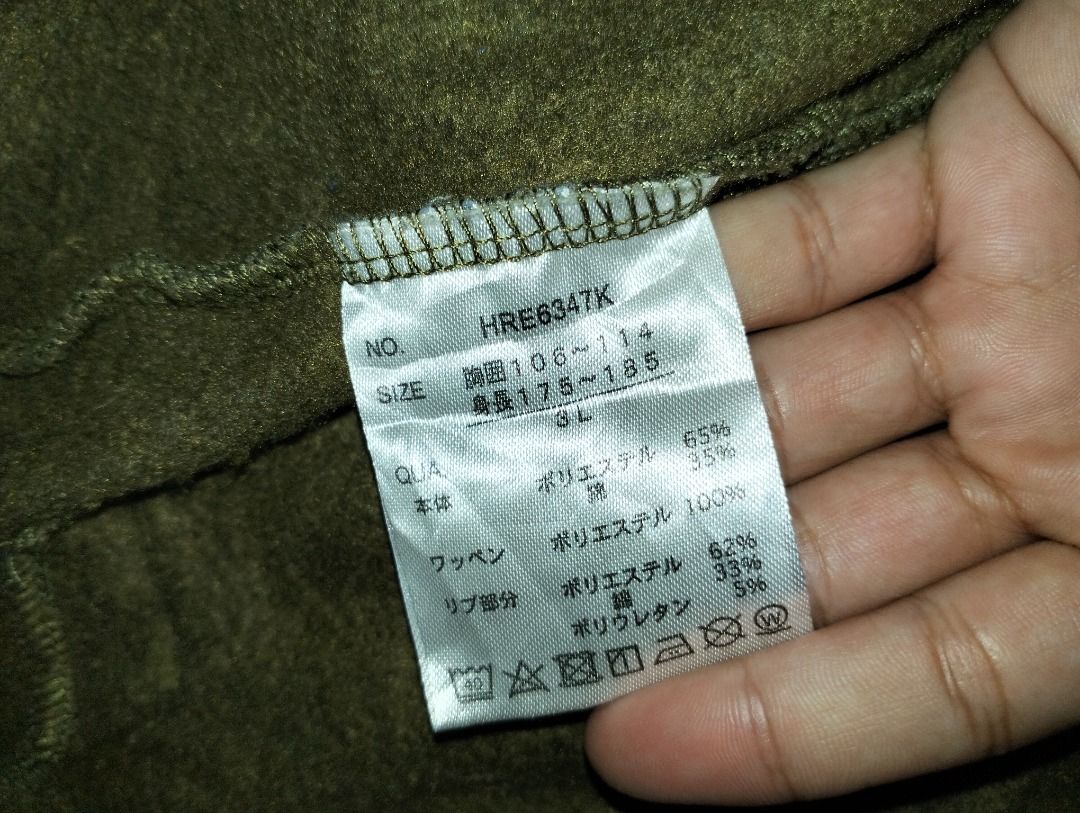 NO. HRE6347K
SIZE 胸囲106~114
身長175~185
3L
QUA.
本体 ポリエステル 65%
綿 35%
ワッペン ポリエステル 100%
リブ部分 ポリエステル 62%
綿 33%
ポリウレタン 5%
W